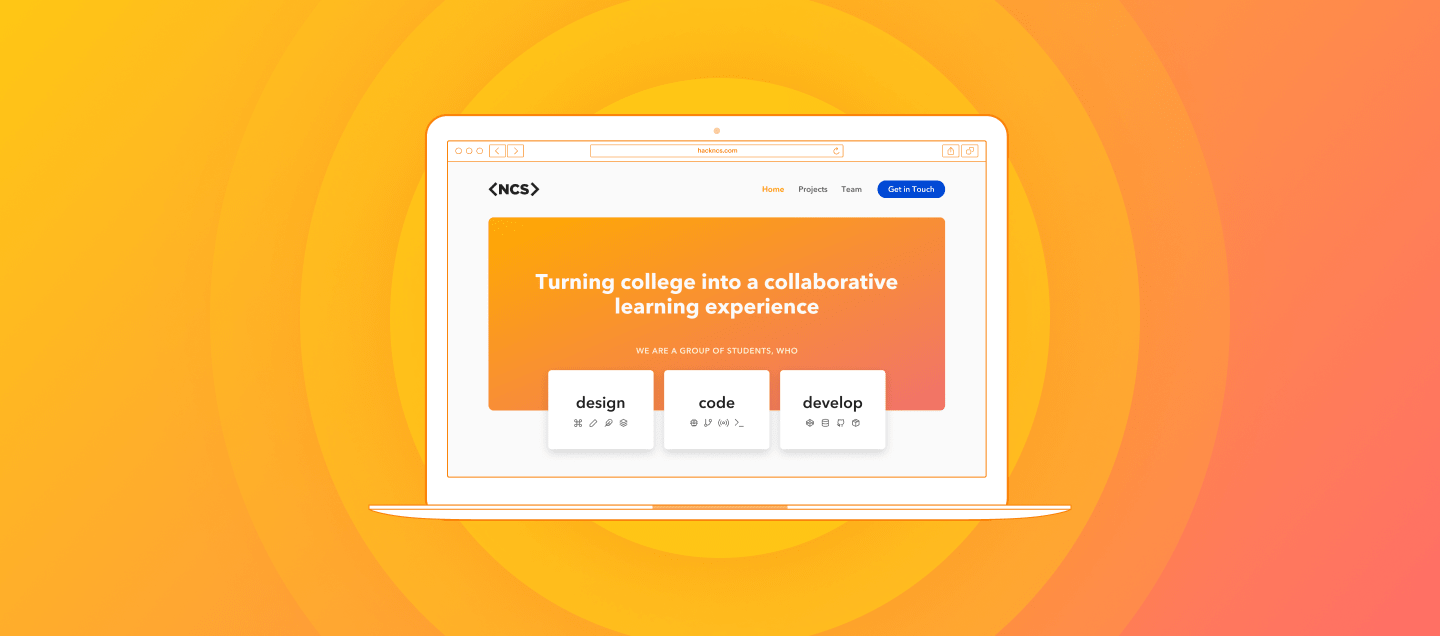 hackncs.com
<NCS>
Home Projects Team Get in Touch
Turning college into a collaborative
learning experience
WE ARE A GROUP OF STUDENTS, WHO
design code develop